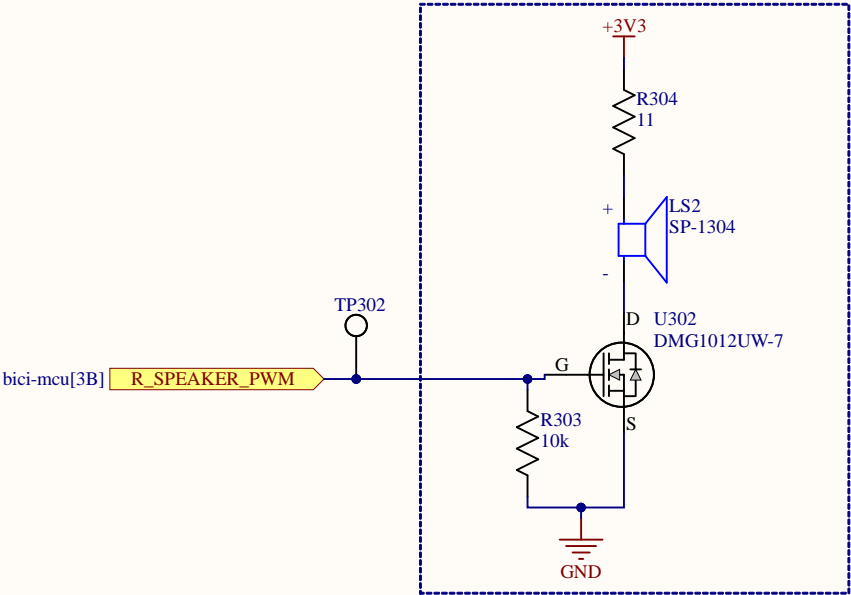 +3V3
R304
11
+
LS2
SP-1304
-
TP302
D
U302
DMG1012UW-7
G
bici-mcu[3B]
R_SPEAKER_PWM
S
R303
10k
GND